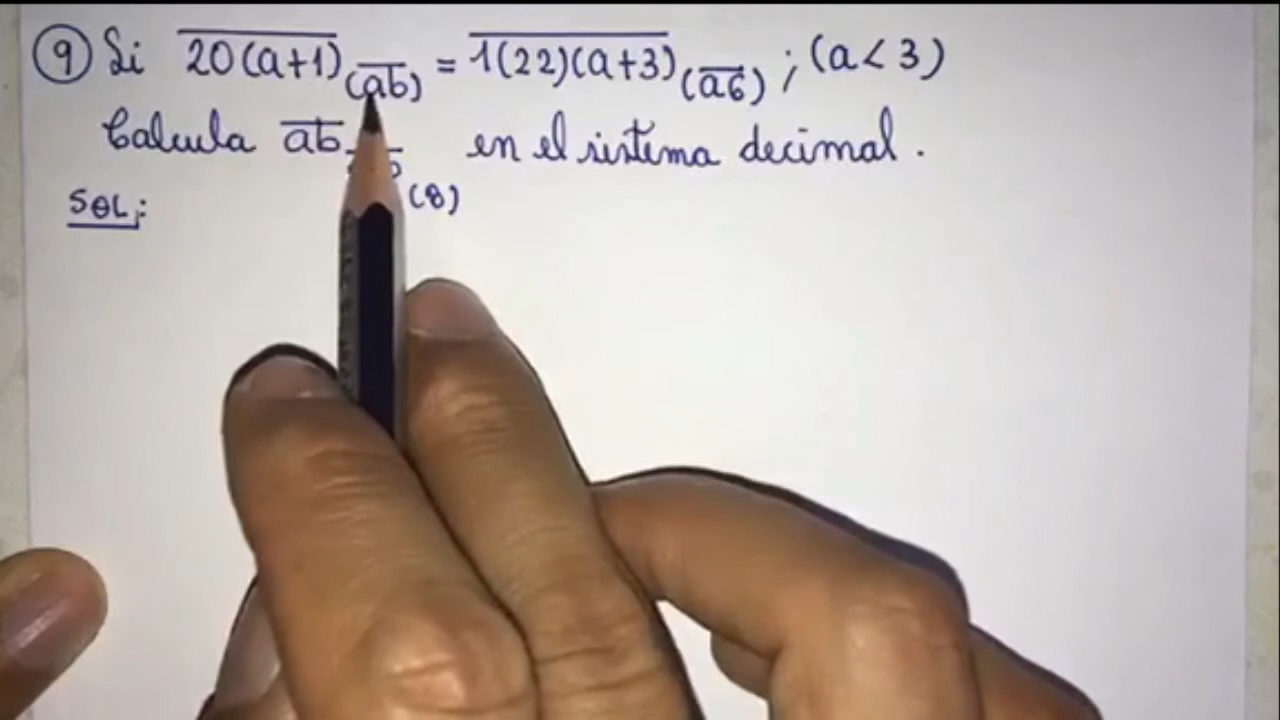 9 Si 20(a+1)(ab) = 1(22)(a+3)(a6) ; (a < 3)
Calcula ab en el sistema decimal.
(8)
SOL: